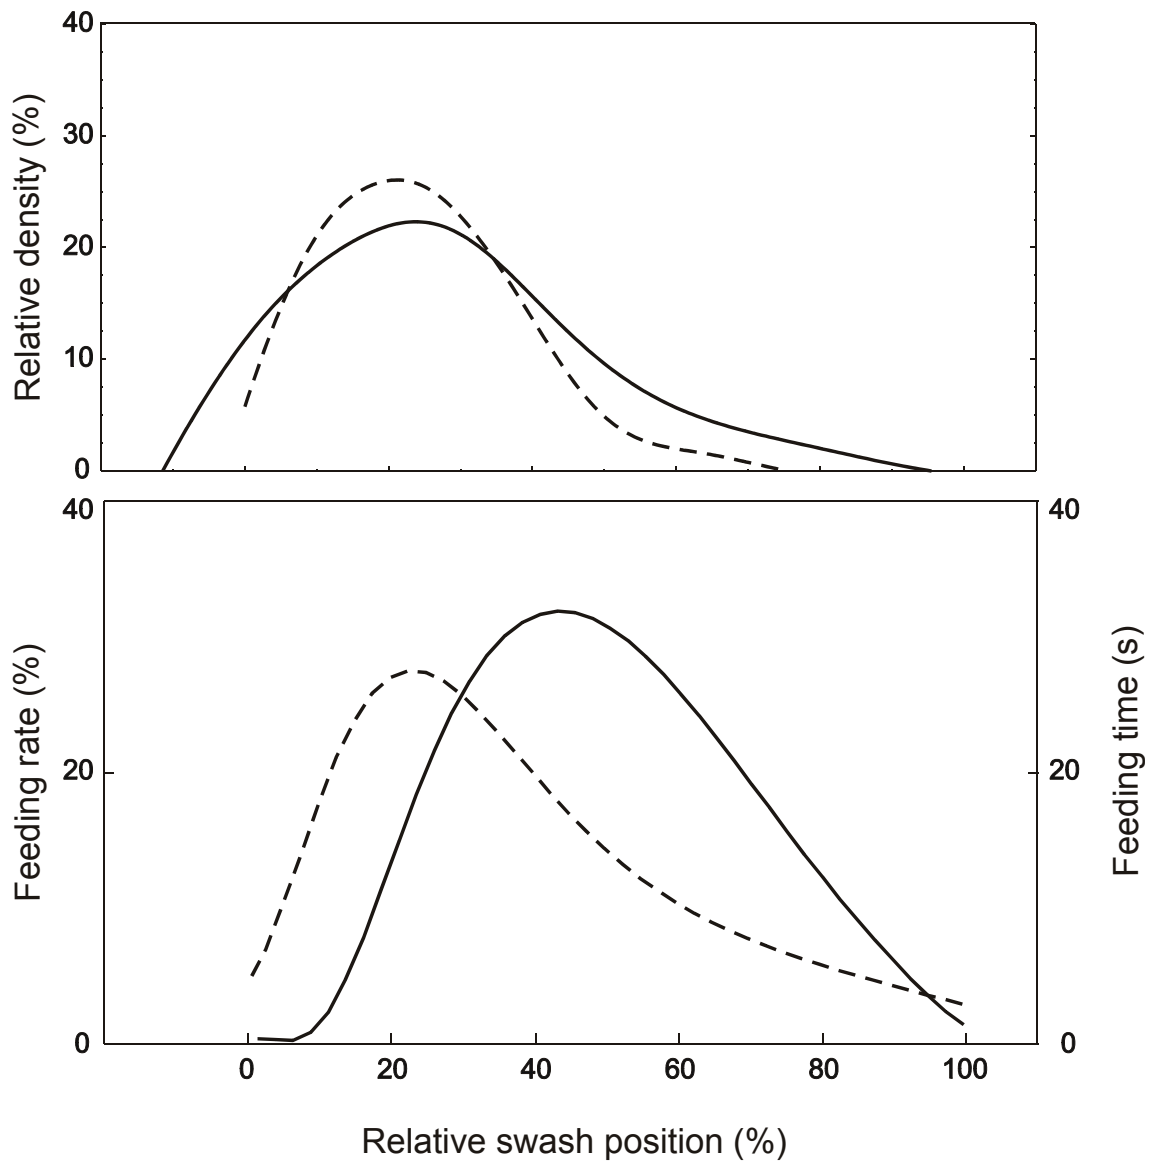 40
30
20
10
0
Relative density (%)
40
20
0
Feeding rate (%)
40
20
0
Feeding time (s)
0 20 40 60 80 100
Relative swash position (%)